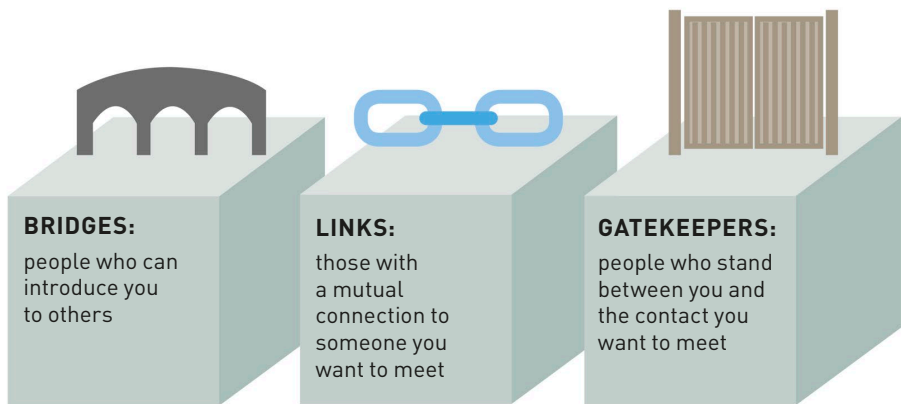 BRIDGES:
people who can
introduce you
to others
LINKS:
those with
a mutual
connection to
someone you
want to meet
GATEKEEPERS:
people who stand
between you and
the contact you
want to meet